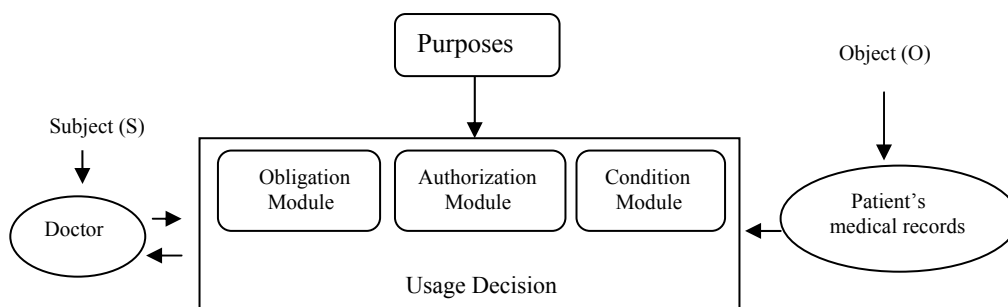 Purposes
Object (O)
Subject (S)
Obligation
Module
Authorization
Module
Condition
Module
Doctor
Patient’s
medical records
Usage Decision